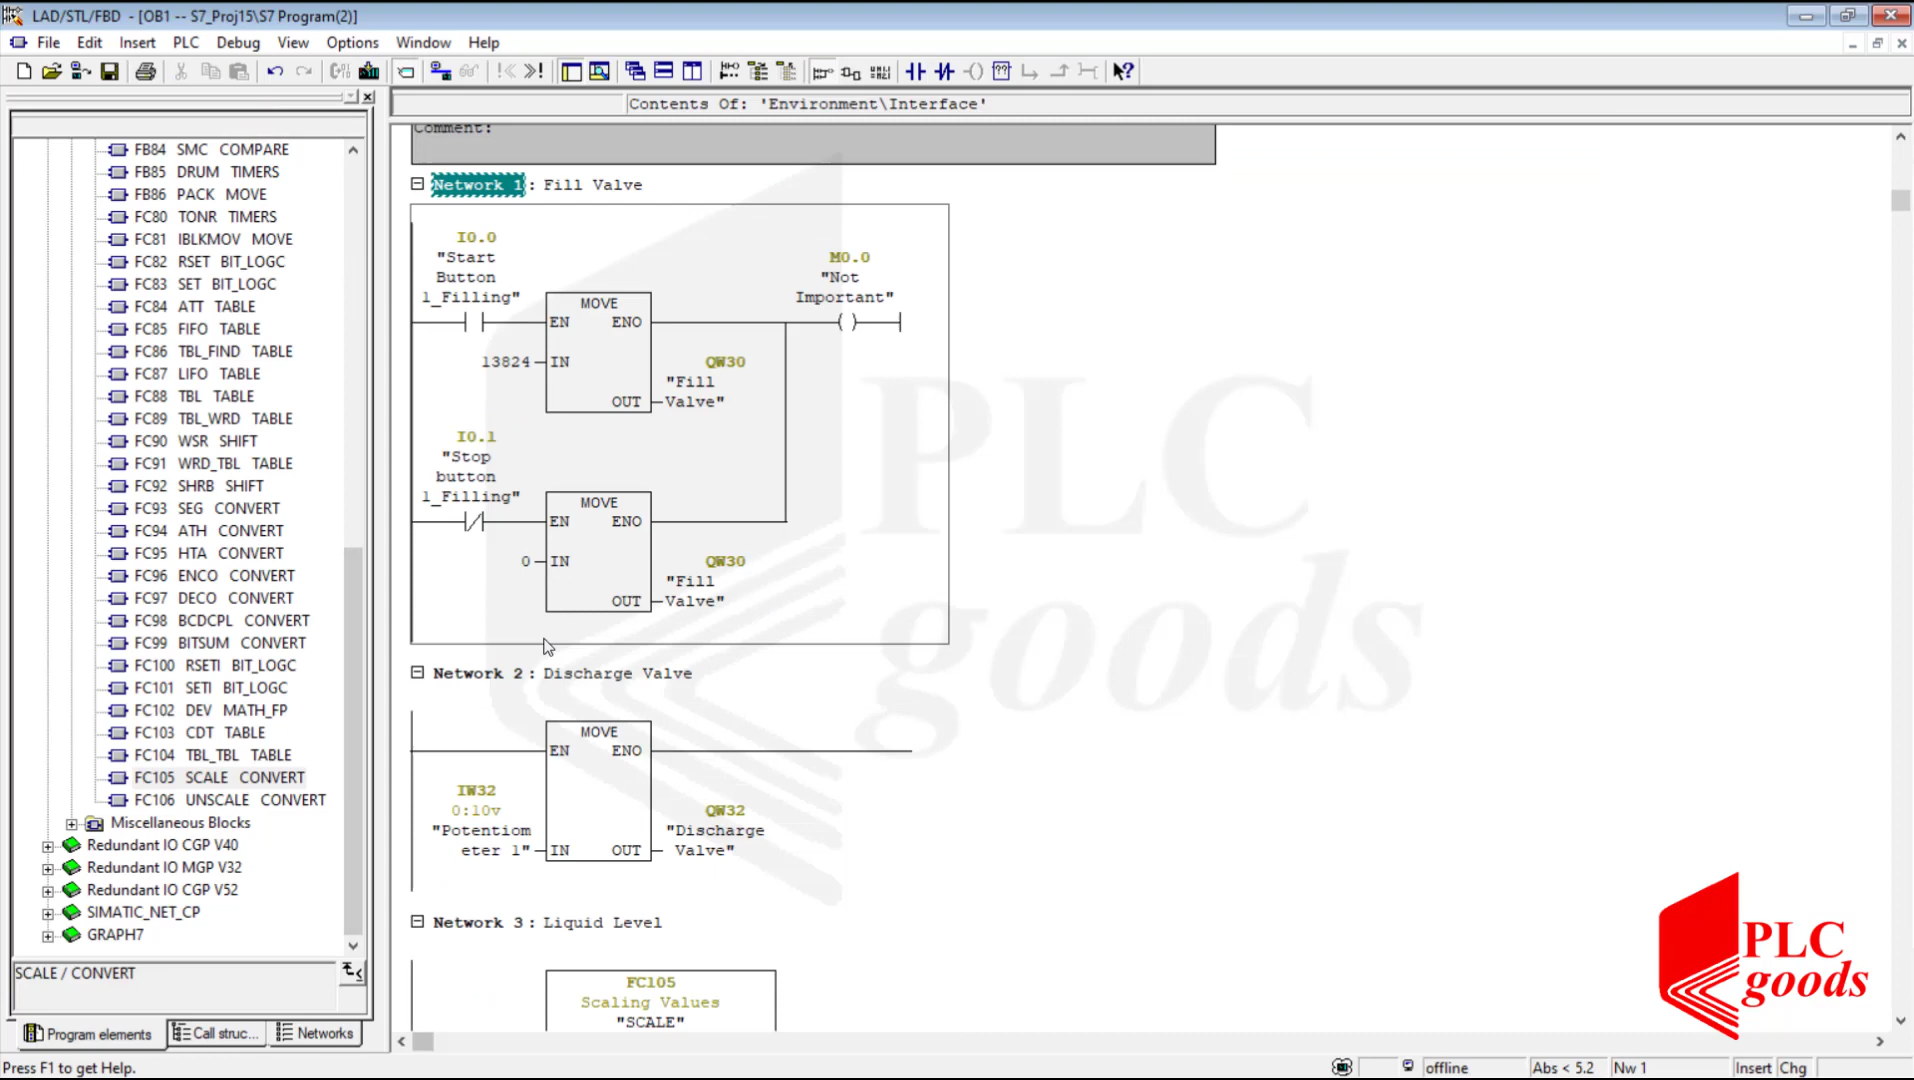 LAD/STL/FBD - [OB1 -- S7_Proj15\S7 Program(2)]
File Edit Insert PLC Debug View Options Window Help
Contents Of: 'Environment\Interface'
Comment:
FB84 SMC COMPARE
FB85 DRUM TIMERS
FB86 PACK MOVE
FC80 TONR TIMERS
FC81 IBLKMOV MOVE
FC82 RSET BIT_LOGC
FC83 SET BIT_LOGC
FC84 ATT TABLE
FC85 FIFO TABLE
FC86 TBL_FIND TABLE
FC87 LIFO TABLE
FC88 TBL TABLE
FC89 TBL_WRD TABLE
FC90 WSR SHIFT
FC91 WRD_TBL TABLE
FC92 SHRB SHIFT
FC93 SEG CONVERT
FC94 ATH CONVERT
FC95 HTA CONVERT
FC96 ENCO CONVERT
FC97 DECO CONVERT
FC98 BCDCPL CONVERT
FC99 BITSUM CONVERT
FC100 RSETI BIT_LOGC
FC101 SETI BIT_LOGC
FC102 DEV MATH_FP
FC103 CDT TABLE
FC104 TBL_TBL TABLE
FC105 SCALE CONVERT
FC106 UNSCALE CONVERT
Miscellaneous Blocks
Redundant IO CGP V40
Redundant IO MGP V32
Redundant IO CGP V52
SIMATIC_NET_CP
GRAPH7
SCALE / CONVERT
Program elements Call struc... Networks
Network 1 : Fill Valve
I0.0
"Start
Button
1_Filling"
MOVE
EN ENO
13824 IN
OUT
QW30
"Fill
Valve"
M0.0
"Not
Important"
I0.1
"Stop
button
1_Filling"
MOVE
EN ENO
0 IN
OUT
QW30
"Fill
Valve"
Network 2 : Discharge Valve
MOVE
EN ENO
IW32
0:10v
"Potentiom
eter 1" IN
OUT
QW32
"Discharge
Valve"
Network 3 : Liquid Level
FC105
Scaling Values
"SCALE"
PLC
goods
PLC
goods
Press F1 to get Help.
offline Abs < 5.2 Nw 1 Insert Chg